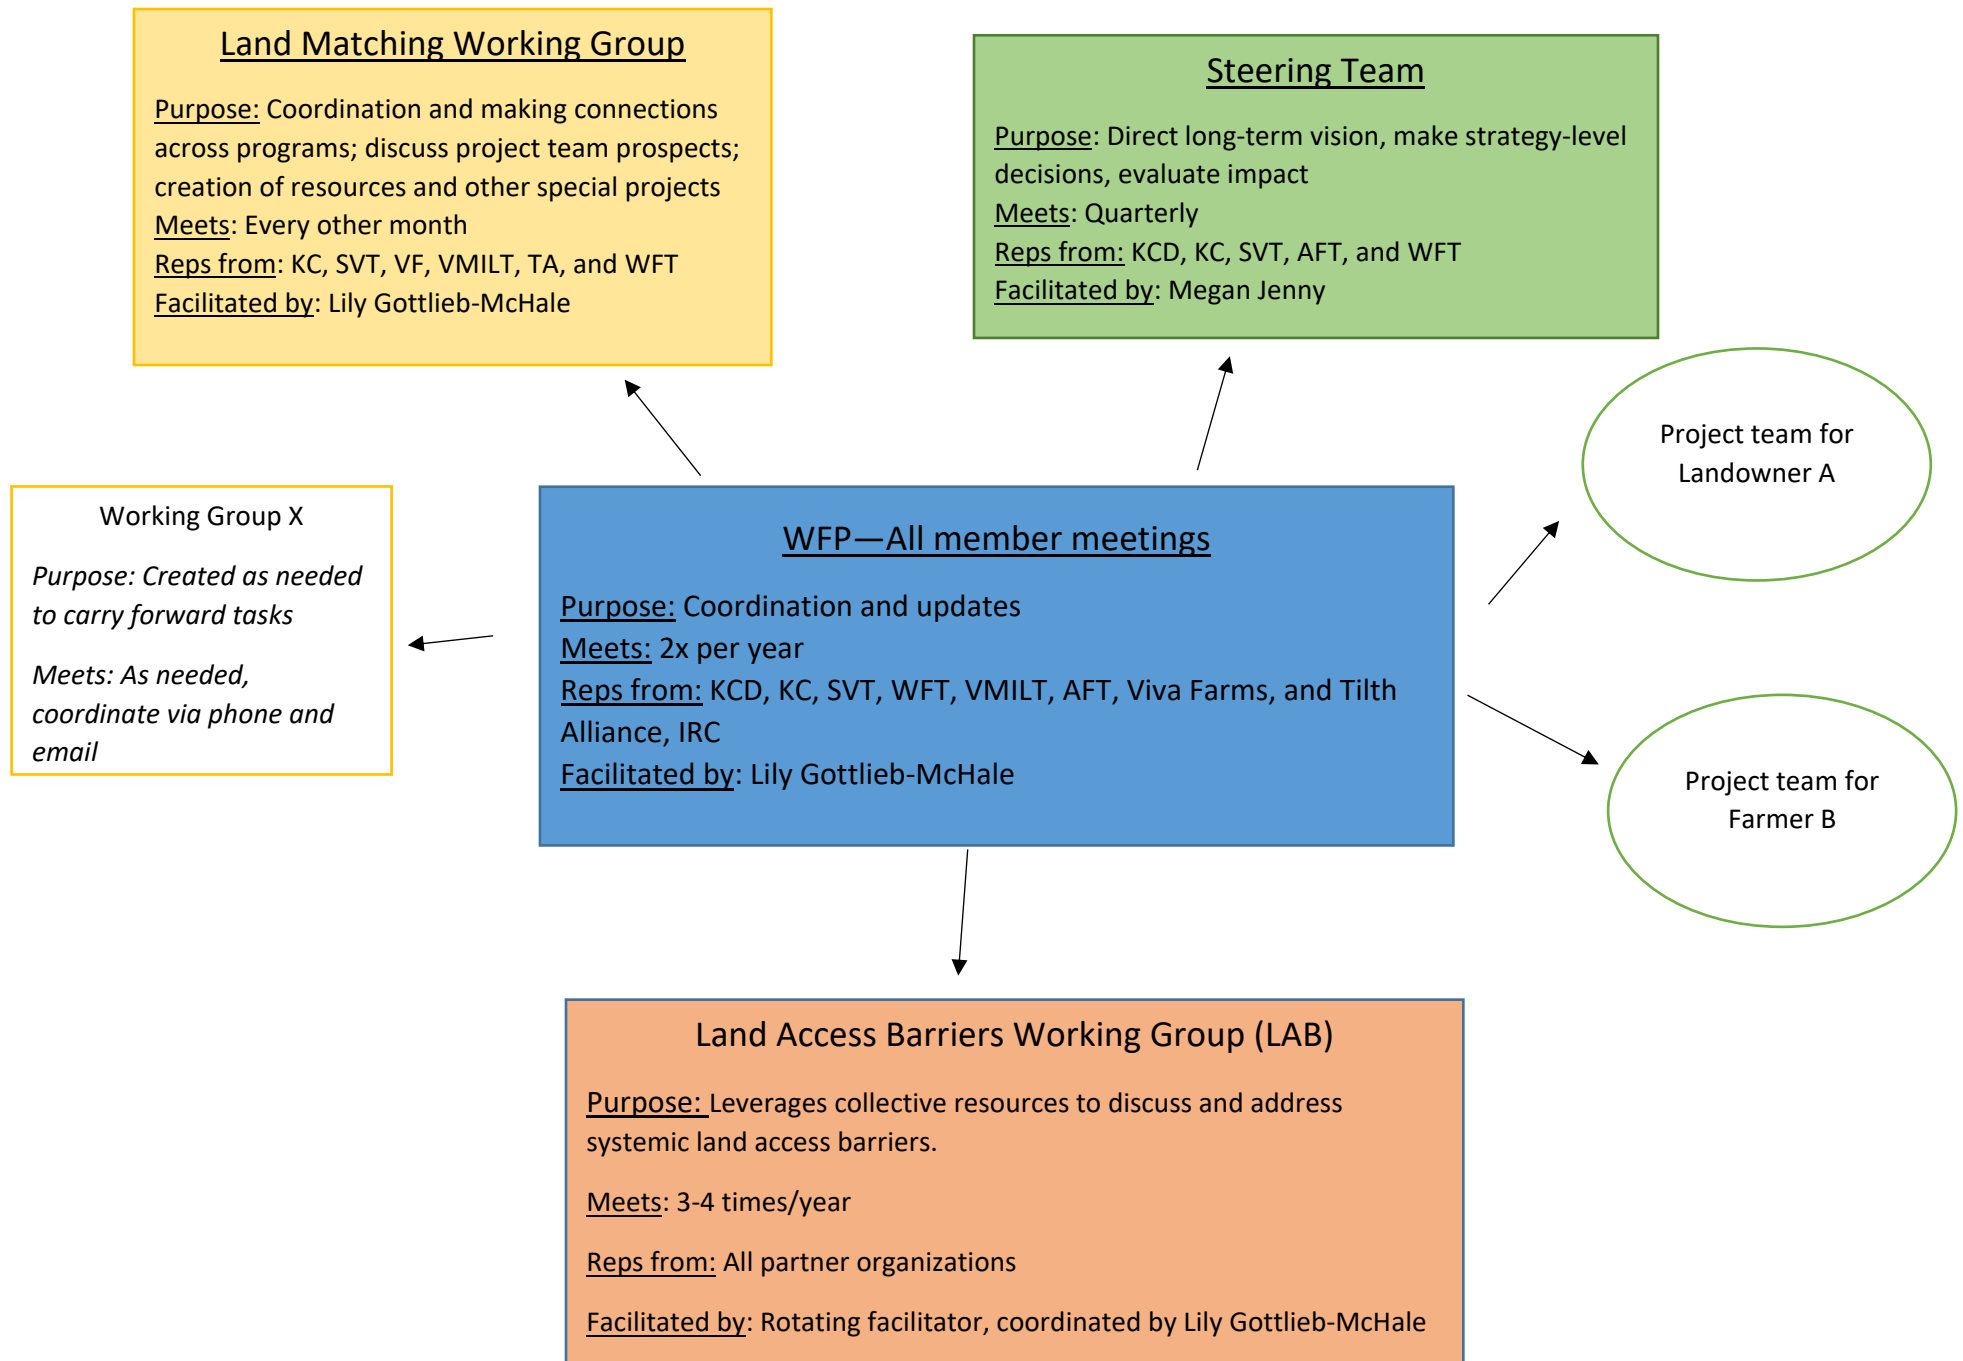 Land Matching Working Group
Purpose: Coordination and making connections
across programs; discuss project team prospects;
creation of resources and other special projects
Meets: Every other month
Reps from: KC, SVT, VF, VMILT, TA, and WFT
Facilitated by: Lily Gottlieb-McHale
Steering Team
Purpose: Direct long-term vision, make strategy-level
decisions, evaluate impact
Meets: Quarterly
Reps from: KCD, KC, SVT, AFT, and WFT
Facilitated by: Megan Jenny
Project team for
Landowner A
Working Group X
Purpose: Created as needed
to carry forward tasks
Meets: As needed,
coordinate via phone and
email
WFP—All member meetings
Purpose: Coordination and updates
Meets: 2x per year
Reps from: KCD, KC, SVT, WFT, VMILT, AFT, Viva Farms, and Tilth
Alliance, IRC
Facilitated by: Lily Gottlieb-McHale
Project team for
Farmer B
Land Access Barriers Working Group (LAB)
Purpose: Leverages collective resources to discuss and address
systemic land access barriers.
Meets: 3-4 times/year
Reps from: All partner organizations
Facilitated by: Rotating facilitator, coordinated by Lily Gottlieb-McHale